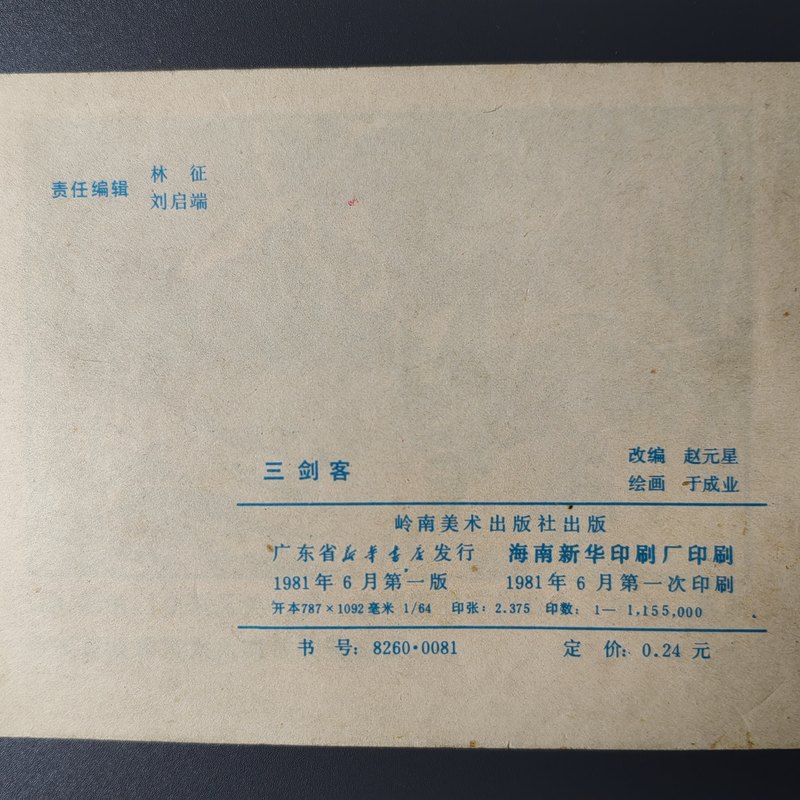 责任编辑 林征
刘启端
三剑客
改编 赵元星
绘画 于成业
岭南美术出版社出版
广东省新华书店发行 海南新华印刷厂印刷
1981年6月第一版 1981年6月第一次印刷
开本787×1092毫米 1/64 印张：2.375 印数：1—1,155,000
书号：8260·0081 定价：0.24元